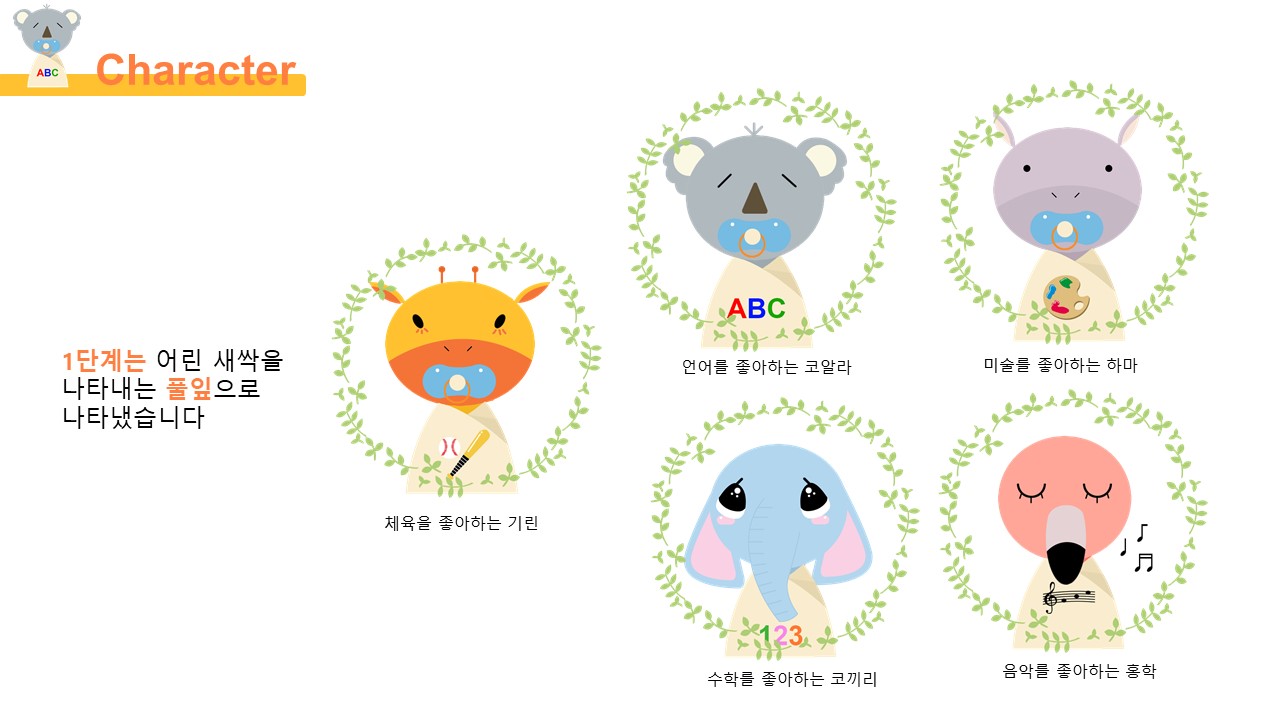 ABC
Character
1단계는 어린 새싹을
나타내는 풀잎으로
나타냈습니다
체육을 좋아하는 기린
ABC
언어를 좋아하는 코알라
미술를 좋아하는 하마
123
수학를 좋아하는 코끼리
음악를 좋아하는 홍학